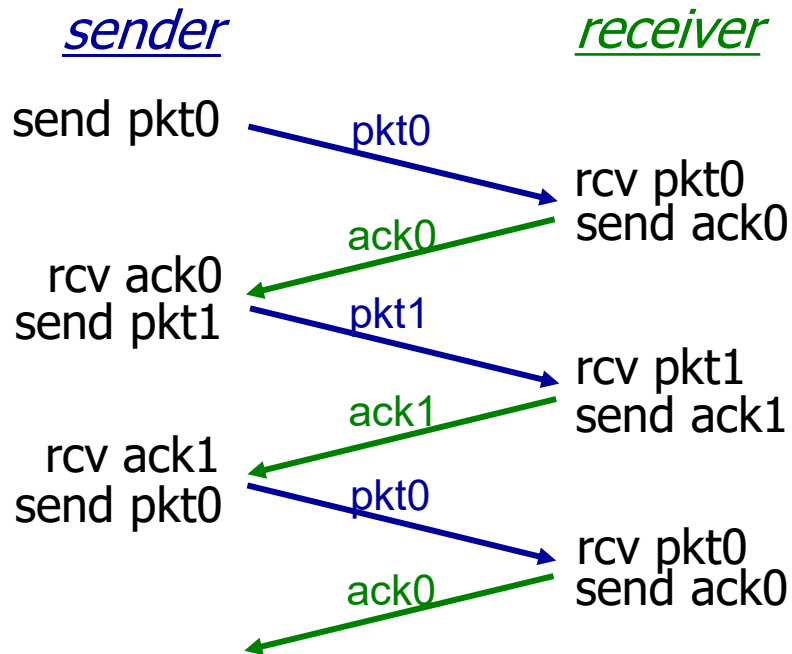 sender
receiver
send pkt0
pkt0
rcv pkt0
send ack0
ack0
rcv ack0
send pkt1
pkt1
rcv pkt1
send ack1
ack1
rcv ack1
send pkt0
pkt0
rcv pkt0
send ack0
ack0